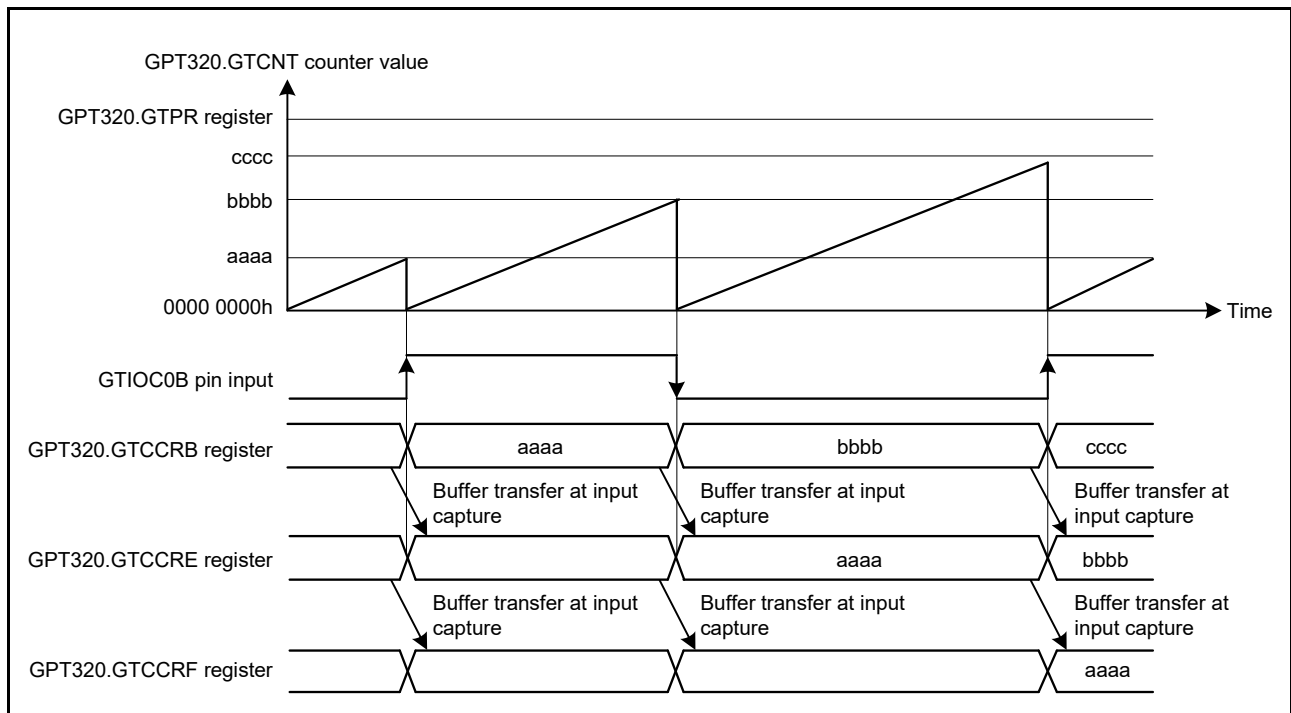 GPT320.GTCNT counter value
GPT320.GTPR register
cccc
bbbb
aaaa
0000 0000h
Time
GTIOC0B pin input
GPT320.GTCCRB register
aaaa
bbbb
cccc
Buffer transfer at input
capture
Buffer transfer at input
capture
Buffer transfer at
input capture
GPT320.GTCCRE register
aaaa
bbbb
Buffer transfer at input
capture
Buffer transfer at input
capture
Buffer transfer at
input capture
GPT320.GTCCRF register
aaaa